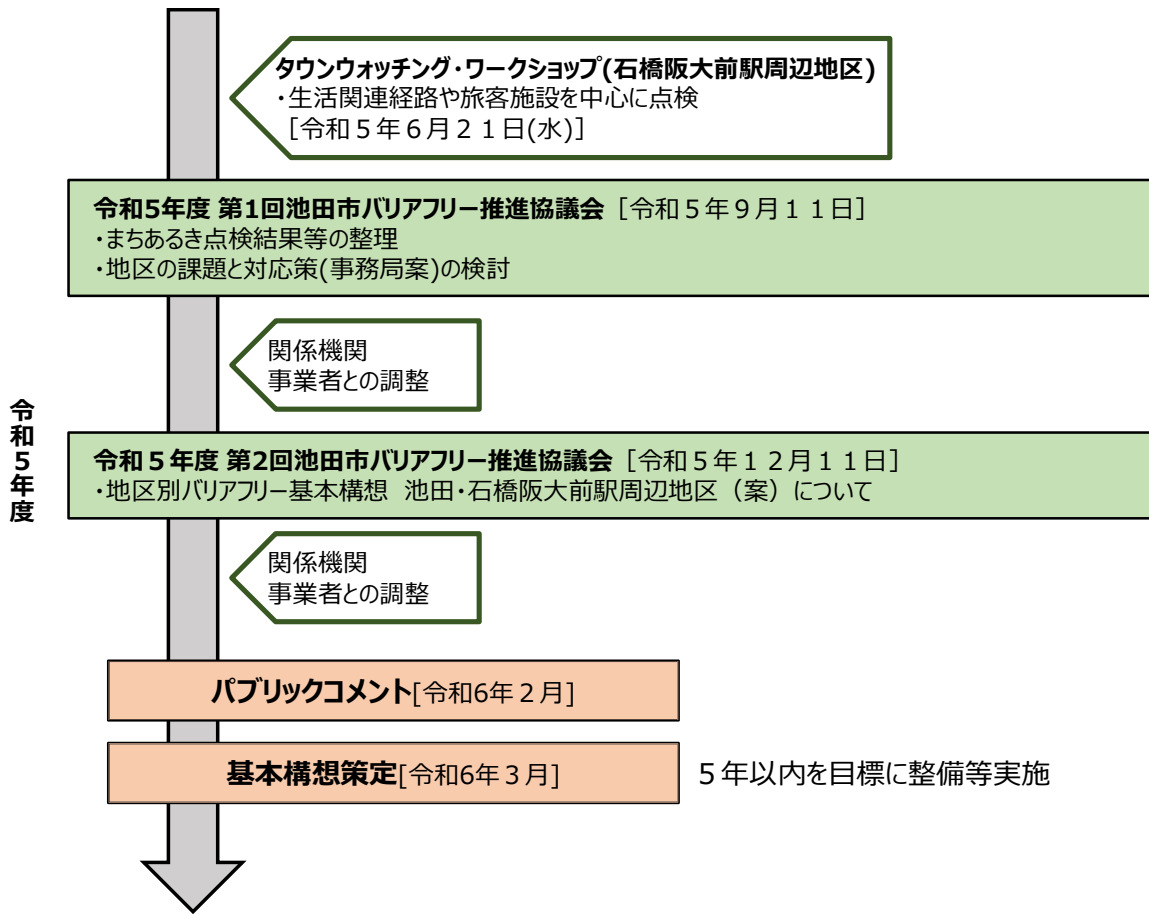 タウンウォッチング・ワークショップ(石橋阪大前駅周辺地区)
・生活関連経路や旅客施設を中心に点検
［令和５年６月２１日(水)］
令和5年度 第1回池田市バリアフリー推進協議会［令和５年９月１１日］
・まちあるき点検結果等の整理
・地区の課題と対応策(事務局案)の検討
関係機関
事業者との調整
令和5年度
令和５年度 第2回池田市バリアフリー推進協議会［令和５年１２月１１日］
・地区別バリアフリー基本構想 池田・石橋阪大前駅周辺地区（案）について
関係機関
事業者との調整
パブリックコメント[令和6年２月]
基本構想策定[令和6年３月]
５年以内を目標に整備等実施